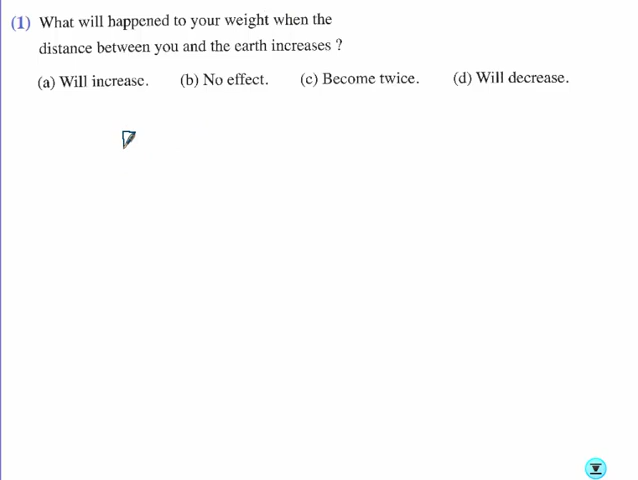 (1) What will happened to your weight when the
distance between you and the earth increases ?
(a) Will increase. (b) No effect. (c) Become twice. (d) Will decrease.